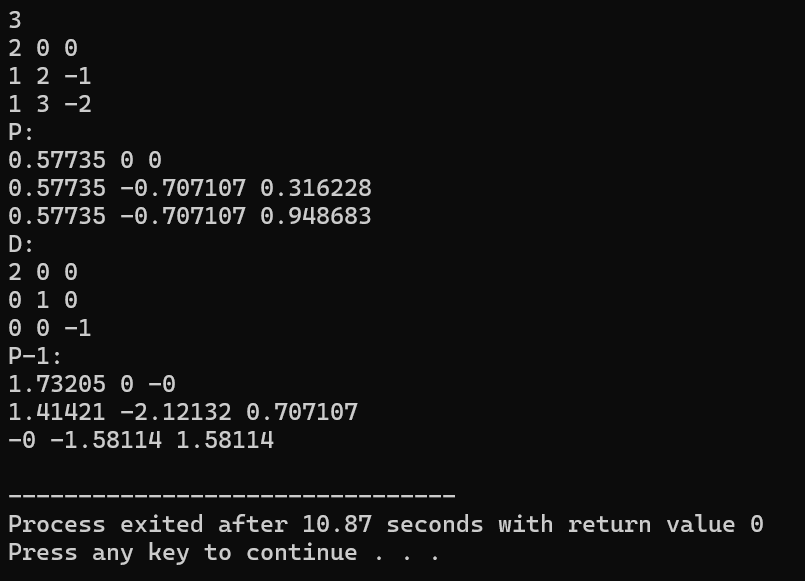 3
2 0 0
1 2 -1
1 3 -2
P:
0.57735 0 0
0.57735 -0.707107 0.316228
0.57735 -0.707107 0.948683
D:
2 0 0
0 1 0
0 0 -1
P-1:
1.73205 0 -0
1.41421 -2.12132 0.707107
-0 -1.58114 1.58114
--------------------------------
Process exited after 10.87 seconds with return value 0
Press any key to continue . . .